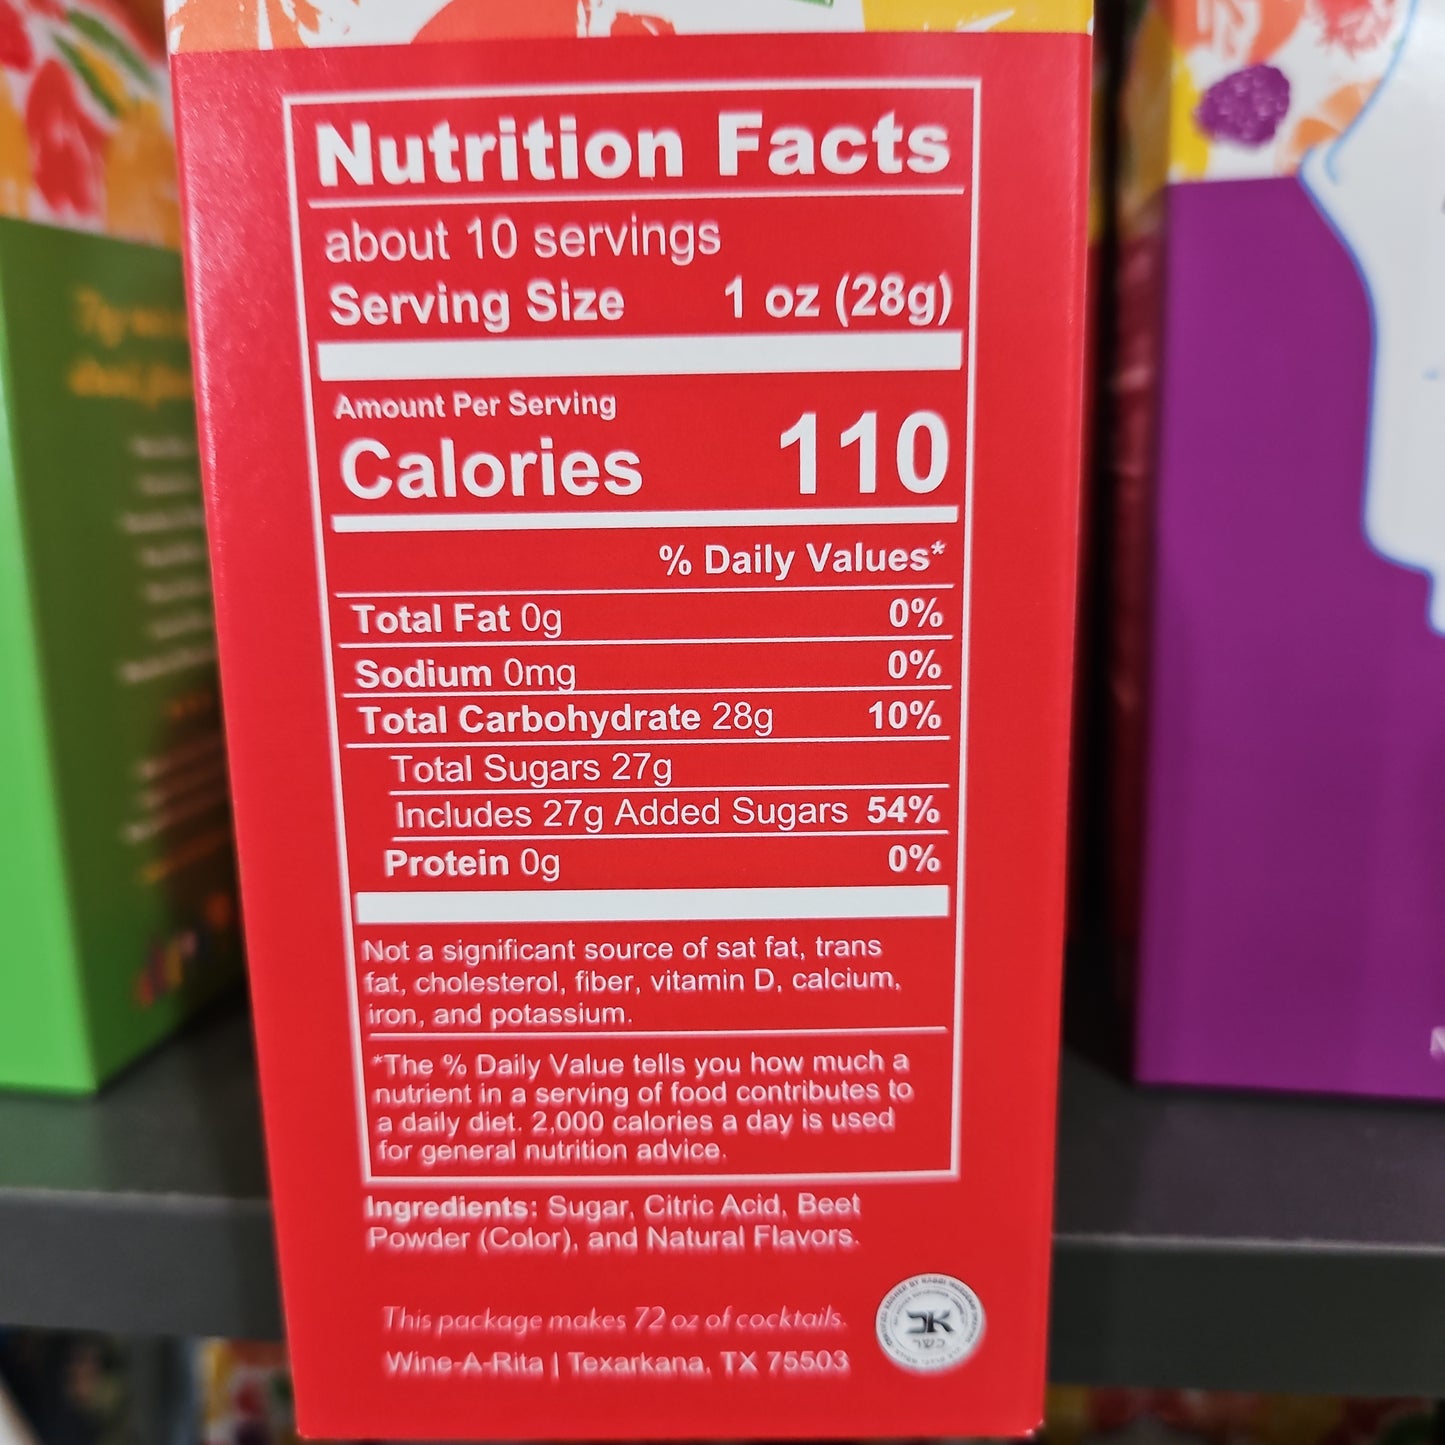 Nutrition Facts
about 10 servings
Serving Size 1 oz (28g)
Amount Per Serving
Calories 110
% Daily Values*
Total Fat 0g 0%
Sodium 0mg 0%
Total Carbohydrate 28g 10%
Total Sugars 27g
Includes 27g Added Sugars 54%
Protein 0g 0%
Not a significant source of sat fat, trans
fat, cholesterol, fiber, vitamin D, calcium,
iron, and potassium.
*The % Daily Value tells you how much a
nutrient in a serving of food contributes to
a daily diet. 2,000 calories a day is used
for general nutrition advice.
Ingredients: Sugar, Citric Acid, Beet
Powder (Color), and Natural Flavors.
This package makes 72 oz of cocktails.
Wine-A-Rita | Texarkana, TX 75503